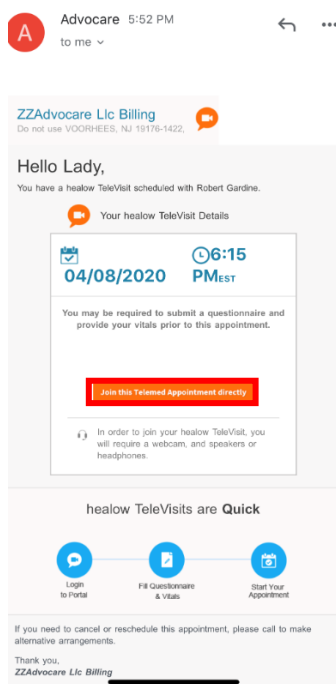 A
Advocare 5:52 PM
to me
ZZAdvocare Llc Billing
Do not use VOORHEES, NJ 19176-1422,
Hello Lady,
You have a healow TeleVisit scheduled with Robert Gardine.
Your healow TeleVisit Details
04/08/2020
6:15
PM EST
You may be required to submit a questionnaire and
provide your vitals prior to this appointment.
Join this Telemed Appointment directly
In order to join your healow TeleVisit, you
will require a webcam, and speakers or
headphones.
healow TeleVisits are Quick
Login
to Portal
Fill Questionnaire
& Vitals
Start Your
Appointment
If you need to cancel or reschedule this appointment, please call to make
alternative arrangements.
Thank you,
ZZAdvocare Llc Billing